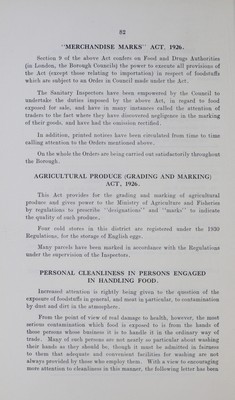 82
"MERCHANDISE MARKS" ACT, 1926.
Section 9 of the above Act confers on Food and Drugs Authorities
(in London, the Borough Councils) the power to execute all provisions of
the Act (except those relating to importation) in respect of foodstuffs
which are subject to an Order in Council made under the Act.
The Sanitary Inspectors have been empowered by the Council to
undertake the duties imposed by the above Act, in regard to food
exposed for sale, and have in many instances called the attention of
traders to the fact where they have discovered negligence in the marking
of their goods, and have had the omission rectified.
In addition, printed notices have been circulated from time to time
calling attention to the Orders mentioned above.
On the whole the Orders are being carried out satisfactorily throughout
the Borough.
AGRICULTURAL PRODUCE (GRADING AND MARKING)
ACT, 1926.
This Act provides for the grading and marking of agricultural
produce and gives power to the Ministry of Agriculture and Fisheries
by regulations to prescribe "designations" and "marks" to indicate
the quality of such produce.
Four cold stores in this district are registered under the 1930
Regulations, for the storage of English eggs.
Many parcels have been marked in accordance with the Regulations
under the supervision of the Inspectors.
PERSONAL CLEANLINESS IN PERSONS ENGAGED
IN HANDLING FOOD.
Increased attention is rightly being given to the question of the
exposure of foodstuffs in general, and meat in particular, to contamination
by dust and dirt in the atmosphere.
From the point of view of real damage to health, however, the most
serious contamination which food is exposed to is from the hands of
those persons whose business it is to handle it in the ordinary way of
trade. Many of such persons are not nearly so particular about washing
their hands as they should be, though it must be admitted in fairness
to them that adequate and convenient facilities for washing are not
always provided by those who employ them. With a view to encouraging
more attention to cleanliness in this manner, the following letter has been